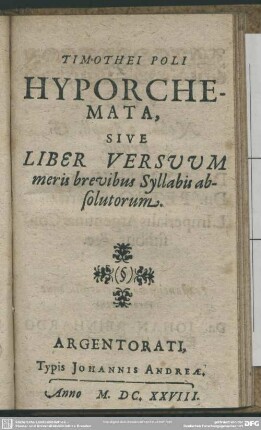 TIMOTHEI POLI
HYPORCHE-
MATA,
SIVE
LIBER VERSUUM
meris brevibus Syllabis ab-
solutorum.
(§)
ARGENTORATI,
Typis JOHANNIS ANDREÆ.
Anno M. DC. XXVIII.